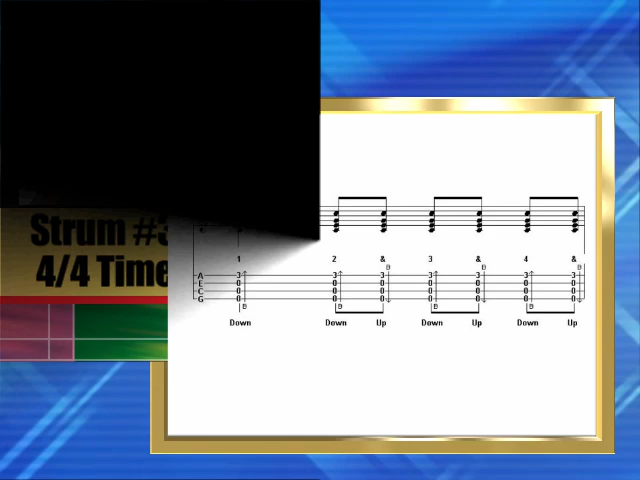 Strum #3
4/4 Time
1 2 & 3 & 4 &
A 3 3 3 3 3 3 3
E 0 0 0 0 0 0 0
C 0 0 0 0 0 0 0
G 0 0 0 0 0 0 0
Down Down Up Down Up Down Up